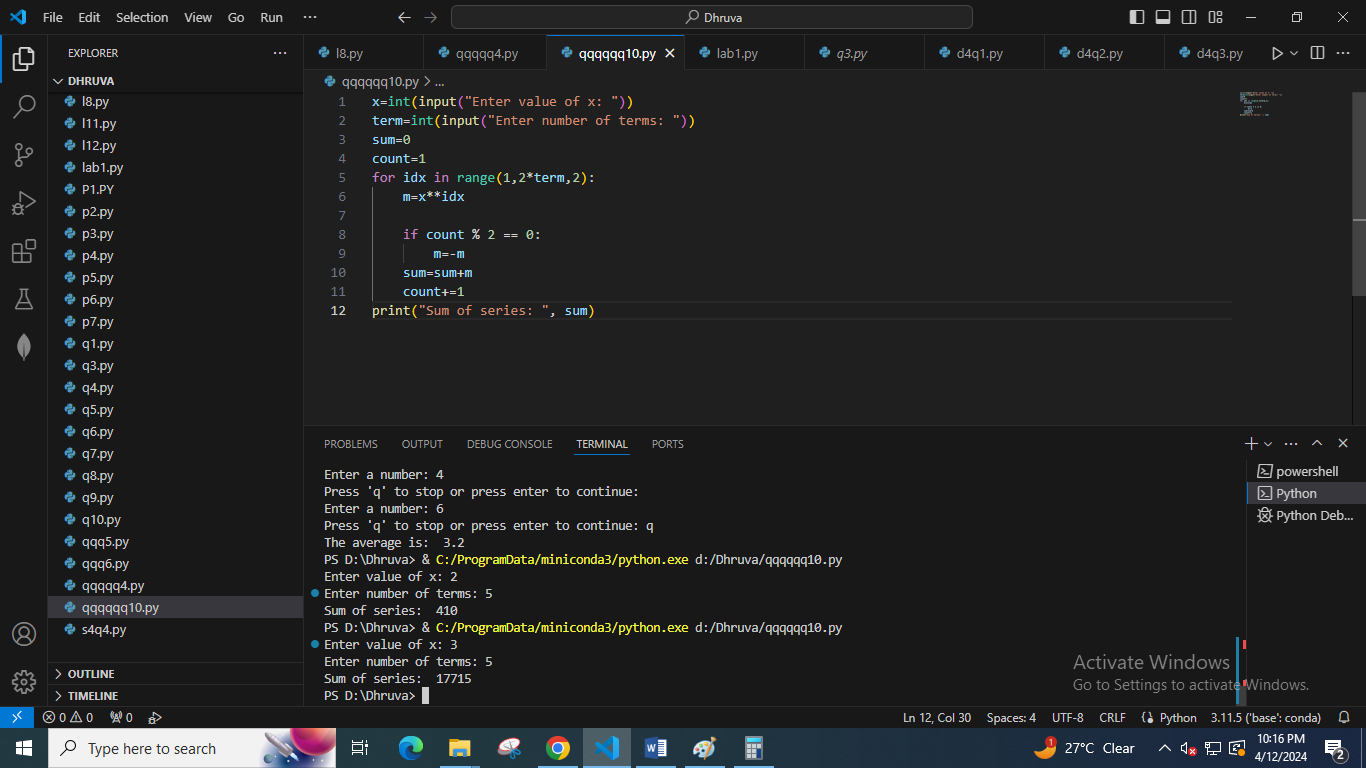 File Edit Selection View Go Run ··· Dhruva
EXPLORER ···
DHRUVA
l8.py
l11.py
l12.py
lab1.py
P1.PY
p2.py
p3.py
p4.py
p5.py
p6.py
p7.py
q1.py
q3.py
q4.py
q5.py
q6.py
q7.py
q8.py
q9.py
q10.py
qqq5.py
qqq6.py
qqqqq4.py
qqqqqq10.py
s4q4.py
OUTLINE
TIMELINE
l8.py qqqqq4.py qqqqqq10.py lab1.py q3.py d4q1.py d4q2.py d4q3.py ···
qqqqqq10.py > ...
1 x=int(input("Enter value of x: "))
2 term=int(input("Enter number of terms: "))
3 sum=0
4 count=1
5 for idx in range(1,2*term,2):
6     m=x**idx
7
8     if count % 2 == 0:
9         m=-m
10     sum=sum+m
11     count+=1
12 print("Sum of series: ", sum)
PROBLEMS OUTPUT DEBUG CONSOLE TERMINAL PORTS
Enter a number: 4
Press 'q' to stop or press enter to continue:
Enter a number: 6
Press 'q' to stop or press enter to continue: q
The average is:  3.2
PS D:\Dhruva> & C:/ProgramData/miniconda3/python.exe d:/Dhruva/qqqqqq10.py
Enter value of x: 2
Enter number of terms: 5
Sum of series:  410
PS D:\Dhruva> & C:/ProgramData/miniconda3/python.exe d:/Dhruva/qqqqqq10.py
Enter value of x: 3
Enter number of terms: 5
Sum of series:  17715
PS D:\Dhruva>
powershell
Python
Python Deb...
Activate Windows
Go to Settings to activate Windows.
0 0 0 Ln 12, Col 30 Spaces: 4 UTF-8 CRLF Python 3.11.5 ('base': conda)
Type here to search 1 27°C Clear 10:16 PM
4/12/2024 2